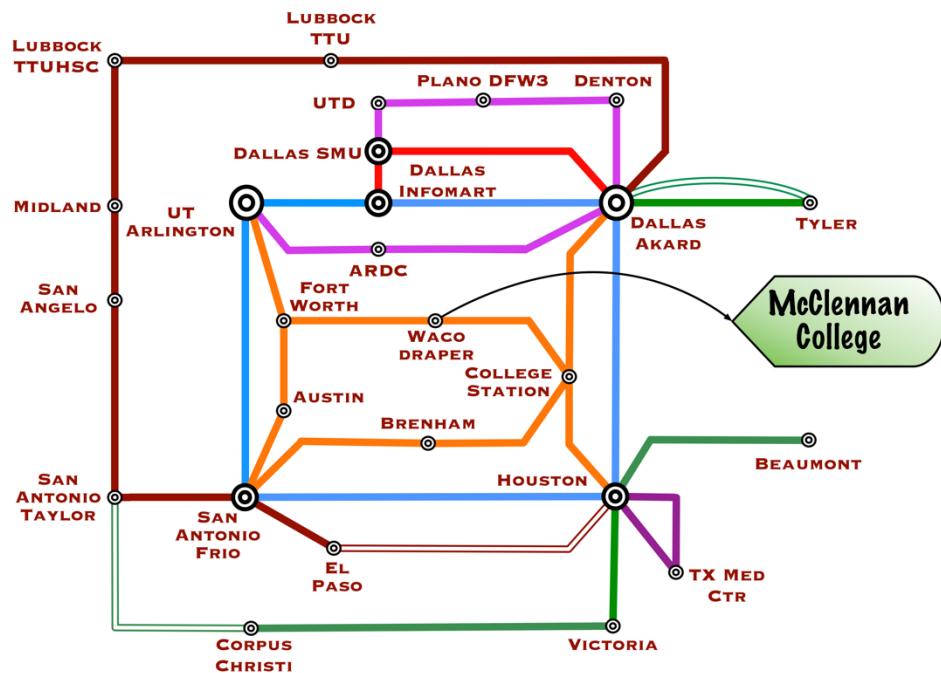 Lubbock
TTU
Lubbock
TTUHSC
Plano DFW3
Denton
UTD
Dallas SMU
Dallas
Infomart
Midland
UT
Arlington
Dallas
Akard
Tyler
ARDC
San
Angelo
Fort
Worth
McClennan
College
Waco
draper
College
Station
Austin
Brenham
Beaumont
San
Antonio
Taylor
Houston
San
Antonio
Frio
El
Paso
TX Med
Ctr
Corpus
Christi
Victoria